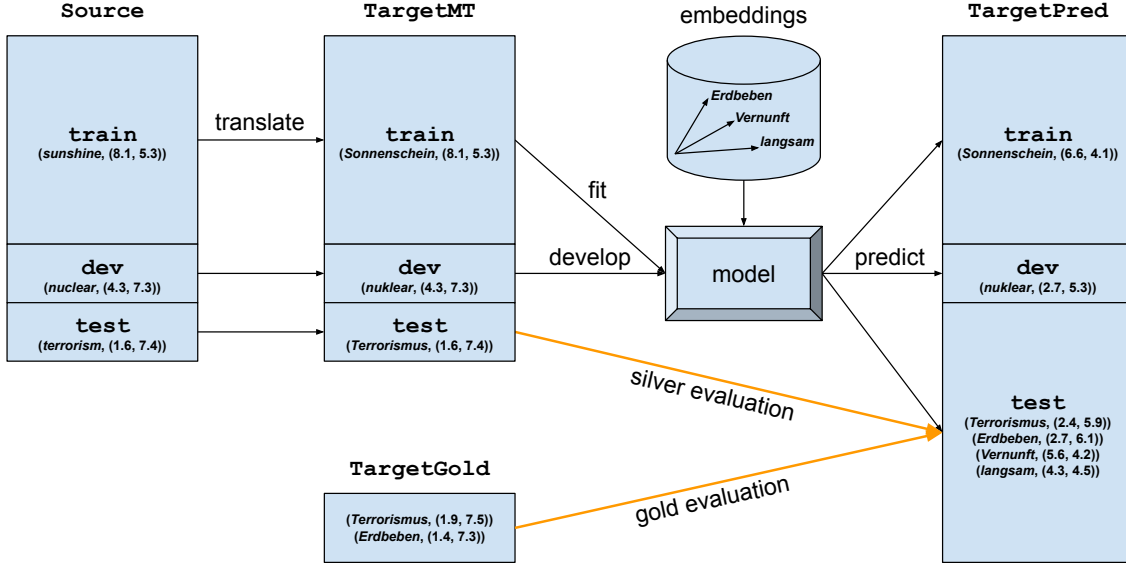 Source
TargetMT
embeddings
TargetPred
train
(sunshine, (8.1, 5.3))
translate
train
(Sonnenschein, (8.1, 5.3))
Erdbeben
Vernunft
langsam
train
(Sonnenschein, (6.6, 4.1))
fit
dev
(nuclear, (4.3, 7.3))
dev
(nuklear, (4.3, 7.3))
develop
model
predict
dev
(nuklear, (2.7, 5.3))
test
(terrorism, (1.6, 7.4))
test
(Terrorismus, (1.6, 7.4))
silver evaluation
test
(Terrorismus, (2.4, 5.9))
(Erdbeben, (2.7, 6.1))
(Vernunft, (5.6, 4.2))
(langsam, (4.3, 4.5))
TargetGold
(Terrorismus, (1.9, 7.5))
(Erdbeben, (1.4, 7.3))
gold evaluation